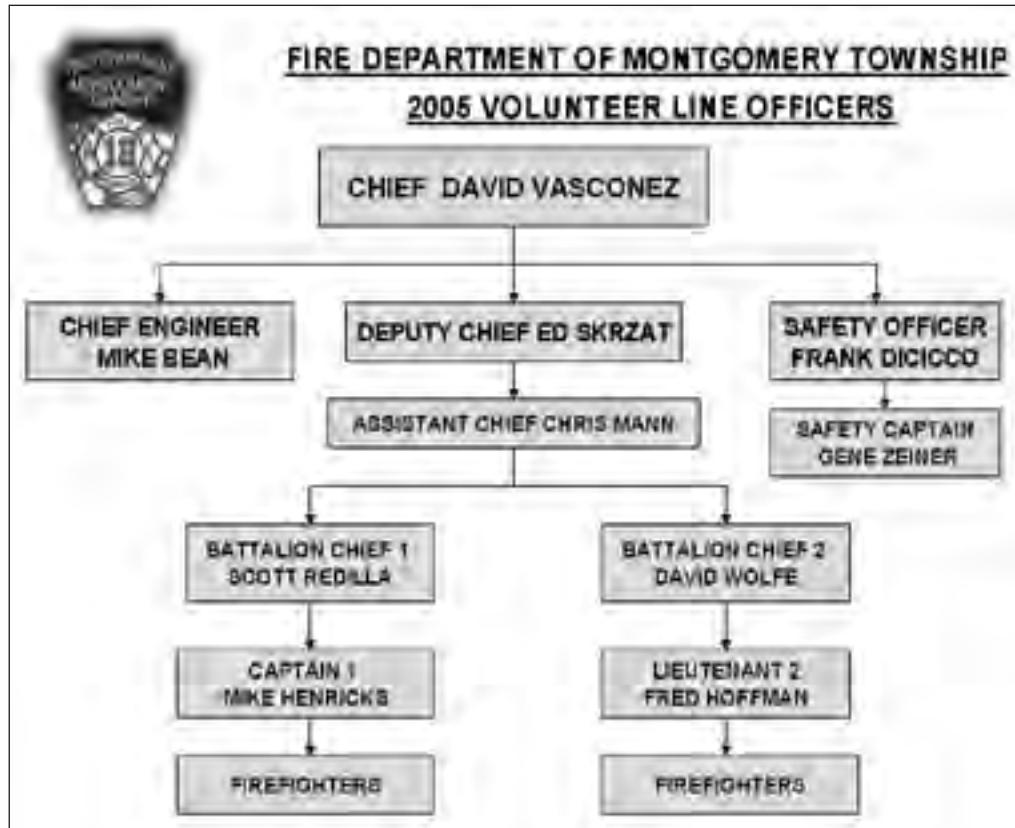 FIRE DEPARTMENT OF MONTGOMERY TOWNSHIP
2005 VOLUNTEER LINE OFFICERS
18
CHIEF DAVID VASCONEZ
CHIEF ENGINEER
MIKE BEAN
DEPUTY CHIEF ED SKRZAT
SAFETY OFFICER
FRANK DICICCO
ASSISTANT CHIEF CHRIS MANN
SAFETY CAPTAIN
GENE ZEINER
BATTALION CHIEF 1
SCOTT REDILLA
BATTALION CHIEF 2
DAVID WOLFE
CAPTAIN 1
MIKE HENRICKS
LIEUTENANT 2
FRED HOFFMAN
FIREFIGHTERS
FIREFIGHTERS